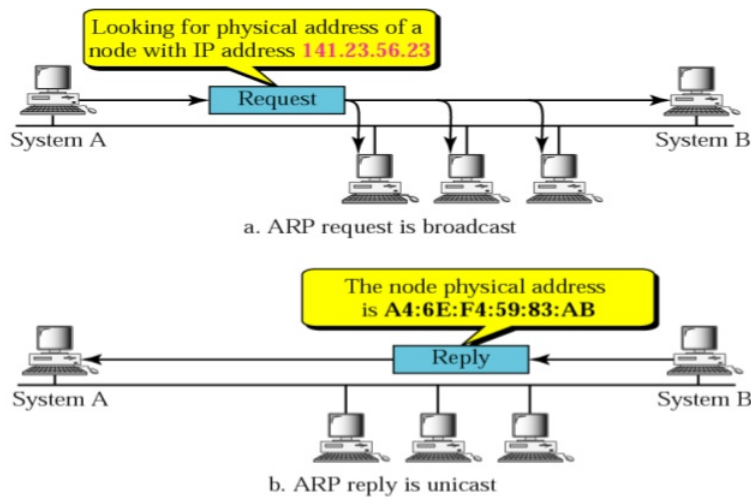 Looking for physical address of a
node with IP address 141.23.56.23
Request
System A
System B
a. ARP request is broadcast
The node physical address
is A4:6E:F4:59:83:AB
Reply
System A
System B
b. ARP reply is unicast